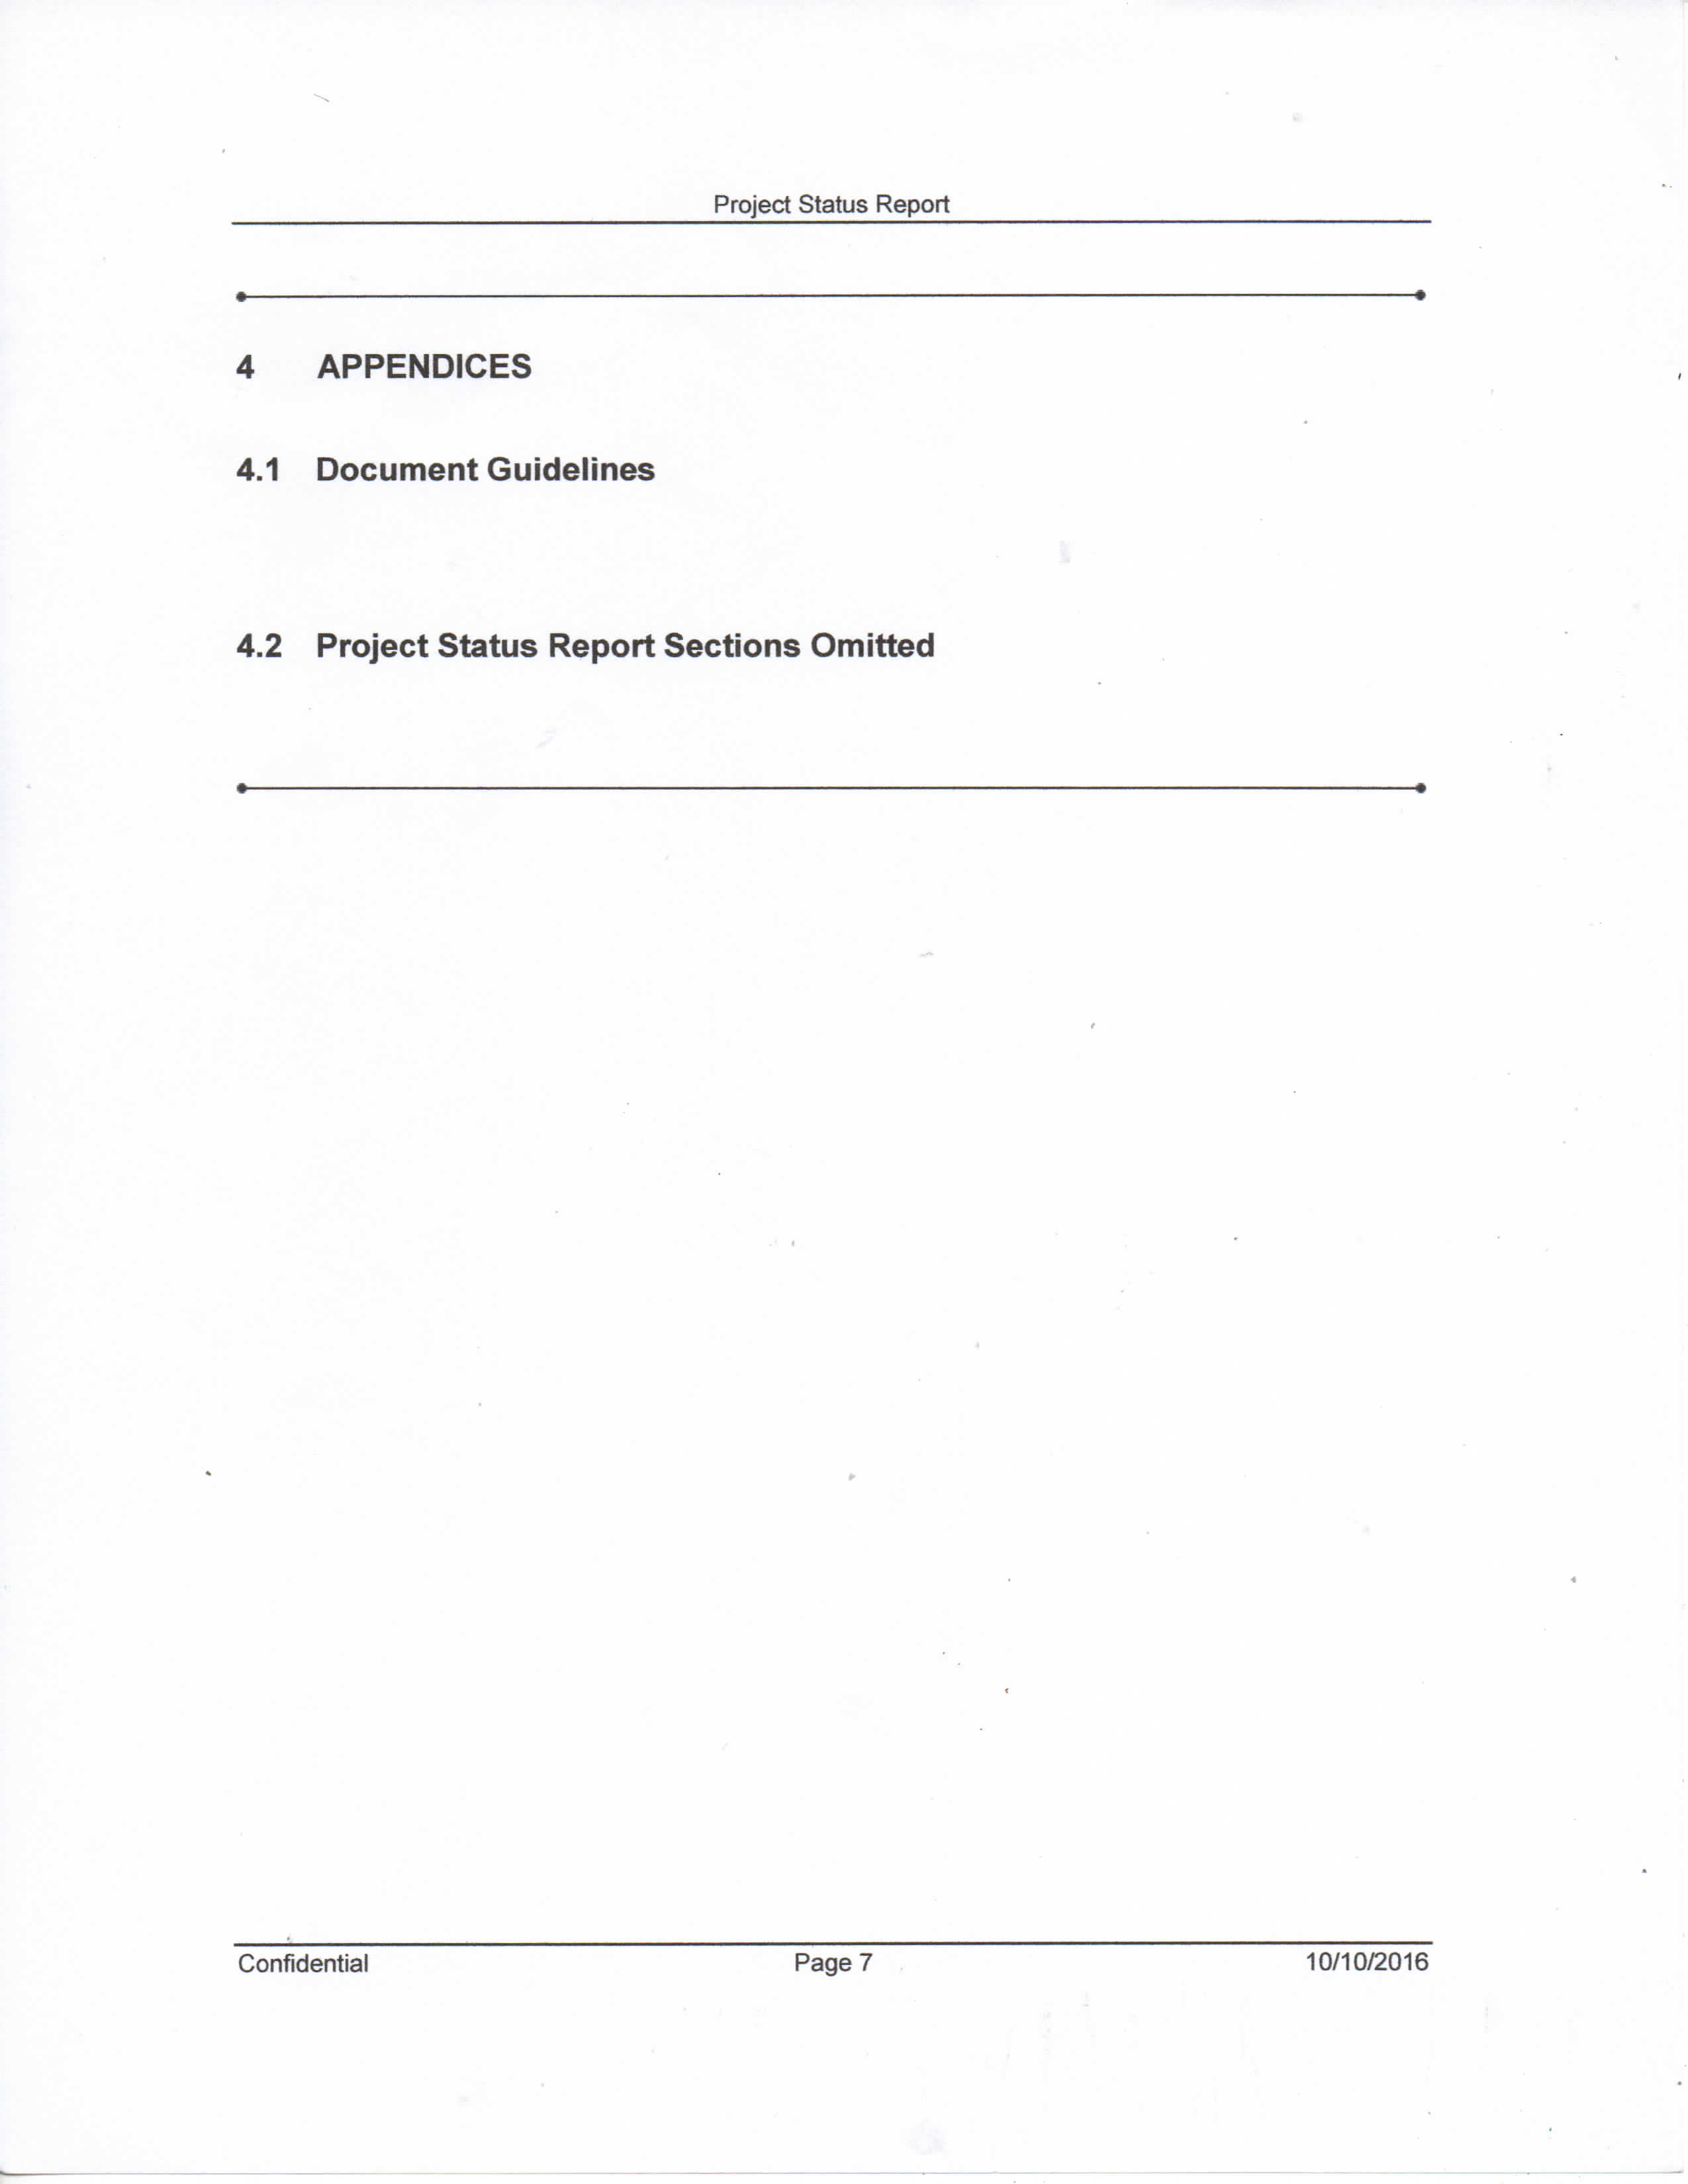 Project Status Report
4 APPENDICES
4.1 Document Guidelines
4.2 Project Status Report Sections Omitted
Confidential Page 7 10/10/2016